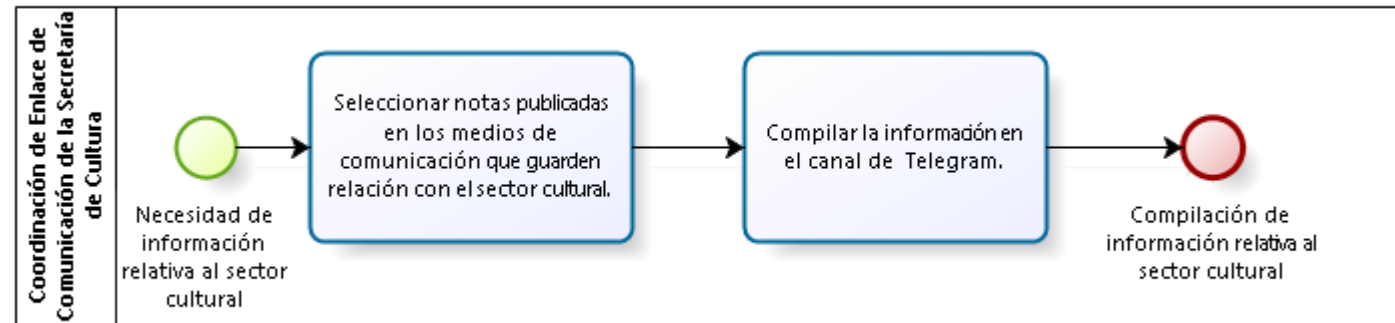 Coordinación de Enlace de
Comunicación de la Secretaría
de Cultura
Necesidad de
información
relativa al sector
cultural
Seleccionar notas publicadas
en los medios de
comunicación que guarden
relación con el sector cultural.
Compilar la información en
el canal de Telegram.
Compilación de
información relativa al
sector cultural